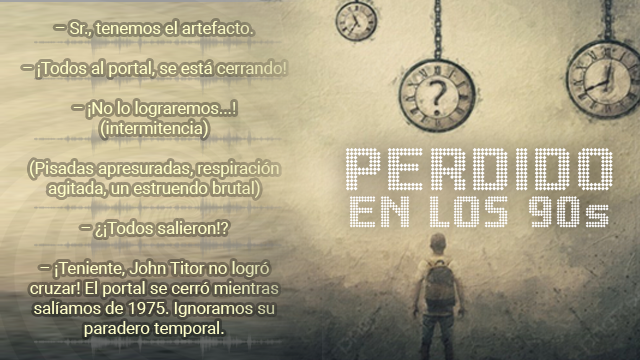 – Sr., tenemos el artefacto.
– ¡Todos al portal, se está cerrando!
– ¡No lo lograremos...!
(intermitencia)
(Pisadas apresuradas, respiración
agitada, un estruendo brutal)
– ¿¡Todos salieron!?
– ¡Teniente, John Titor no logró
cruzar! El portal se cerró mientras
salíamos de 1975. Ignoramos su
paradero temporal.
PERDIDO
EN LOS 90s